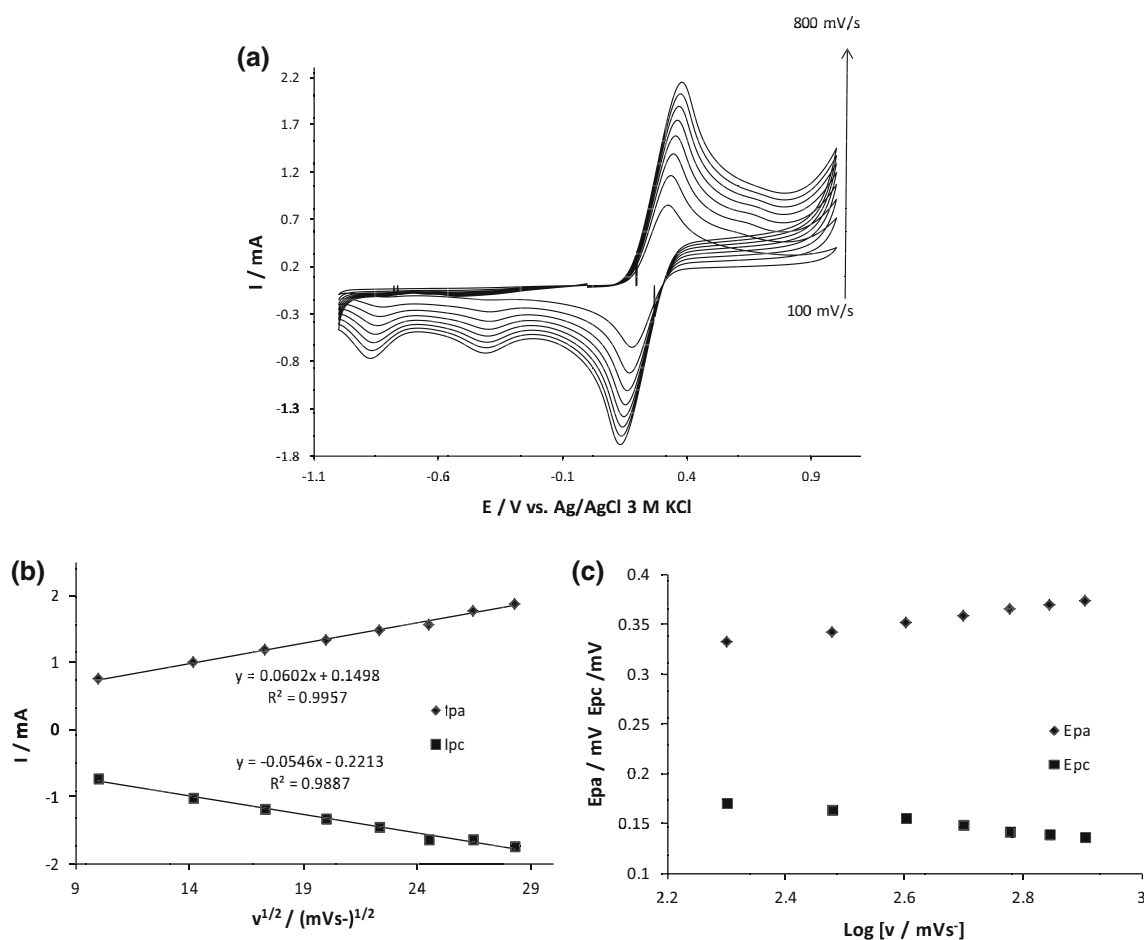 800 mV/s
(a)
2.2
1.7
1.2
0.7
0.2
-0.3
-0.8
-1.3
-1.8
I / mA
100 mV/s
-1.1
-0.6
-0.1
0.4
0.9
E / V vs. Ag/AgCl 3 M KCl
(b)
2
1
0
-1
-2
I / mA
y = 0.0602x + 0.1498
R² = 0.9957
Ipa
Ipc
y = -0.0546x - 0.2213
R² = 0.9887
9
14
19
24
29
v1/2 / (mVs-)1/2
(c)
0.4
0.35
0.3
0.25
0.2
0.15
0.1
Epa / mV Epc /mV
Epa
Epc
2.2
2.4
2.6
2.8
3
Log [v / mVs-]